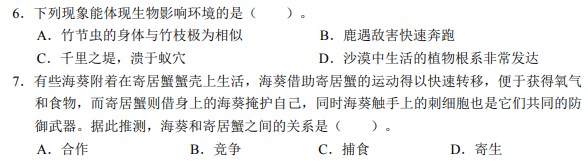 6．下列现象能体现生物影响环境的是（　　）。
A．竹节虫的身体与竹枝极为相似　　B．鹿遇敌害快速奔跑
C．千里之堤，溃于蚁穴　　D．沙漠中生活的植物根系非常发达
7．有些海葵附着在寄居蟹蟹壳上生活，海葵借助寄居蟹的运动得以快速转移，便于获得氧气
和食物，而寄居蟹则借身上的海葵掩护自己，同时海葵触手上的刺细胞也是它们共同的防
御武器。据此推测，海葵和寄居蟹之间的关系是（　　）。
A．合作　　B．竞争　　C．捕食　　D．寄生